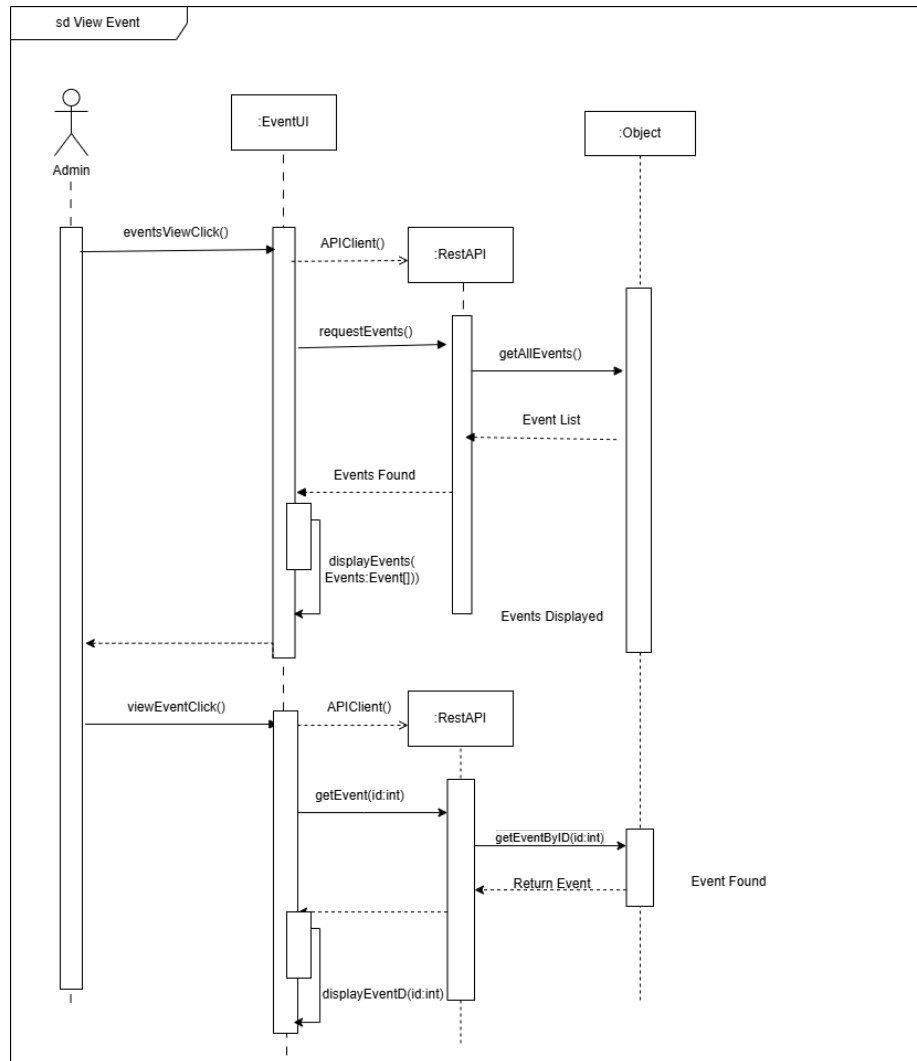 sd View Event
:EventUI
:Object
Admin
eventsViewClick()
APIClient()
:RestAPI
requestEvents()
getAllEvents()
Event List
Events Found
displayEvents(
Events:Event[]))
Events Displayed
viewEventClick()
APIClient()
:RestAPI
getEvent(id:int)
getEventByID(id:int)
Return Event
Event Found
displayEventD(id:int)